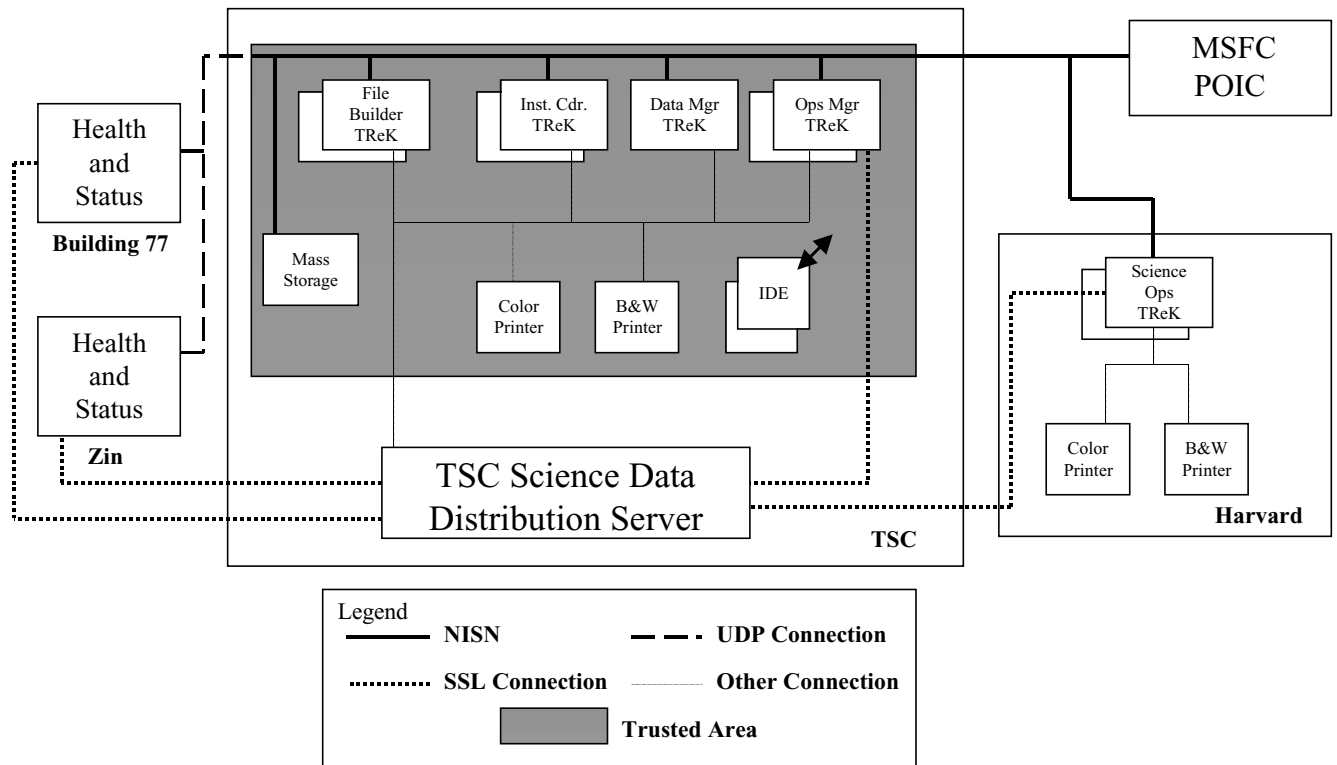 MSFC
POIC
File
Builder
TReK
Inst. Cdr.
TReK
Data Mgr
TReK
Ops Mgr
TReK
Health
and
Status
Building 77
Mass
Storage
Color
Printer
B&W
Printer
IDE
Science
Ops
TReK
Health
and
Status
Zin
Color
Printer
B&W
Printer
Harvard
TSC Science Data
Distribution Server
TSC
Legend
NISN
UDP Connection
SSL Connection
Other Connection
Trusted Area